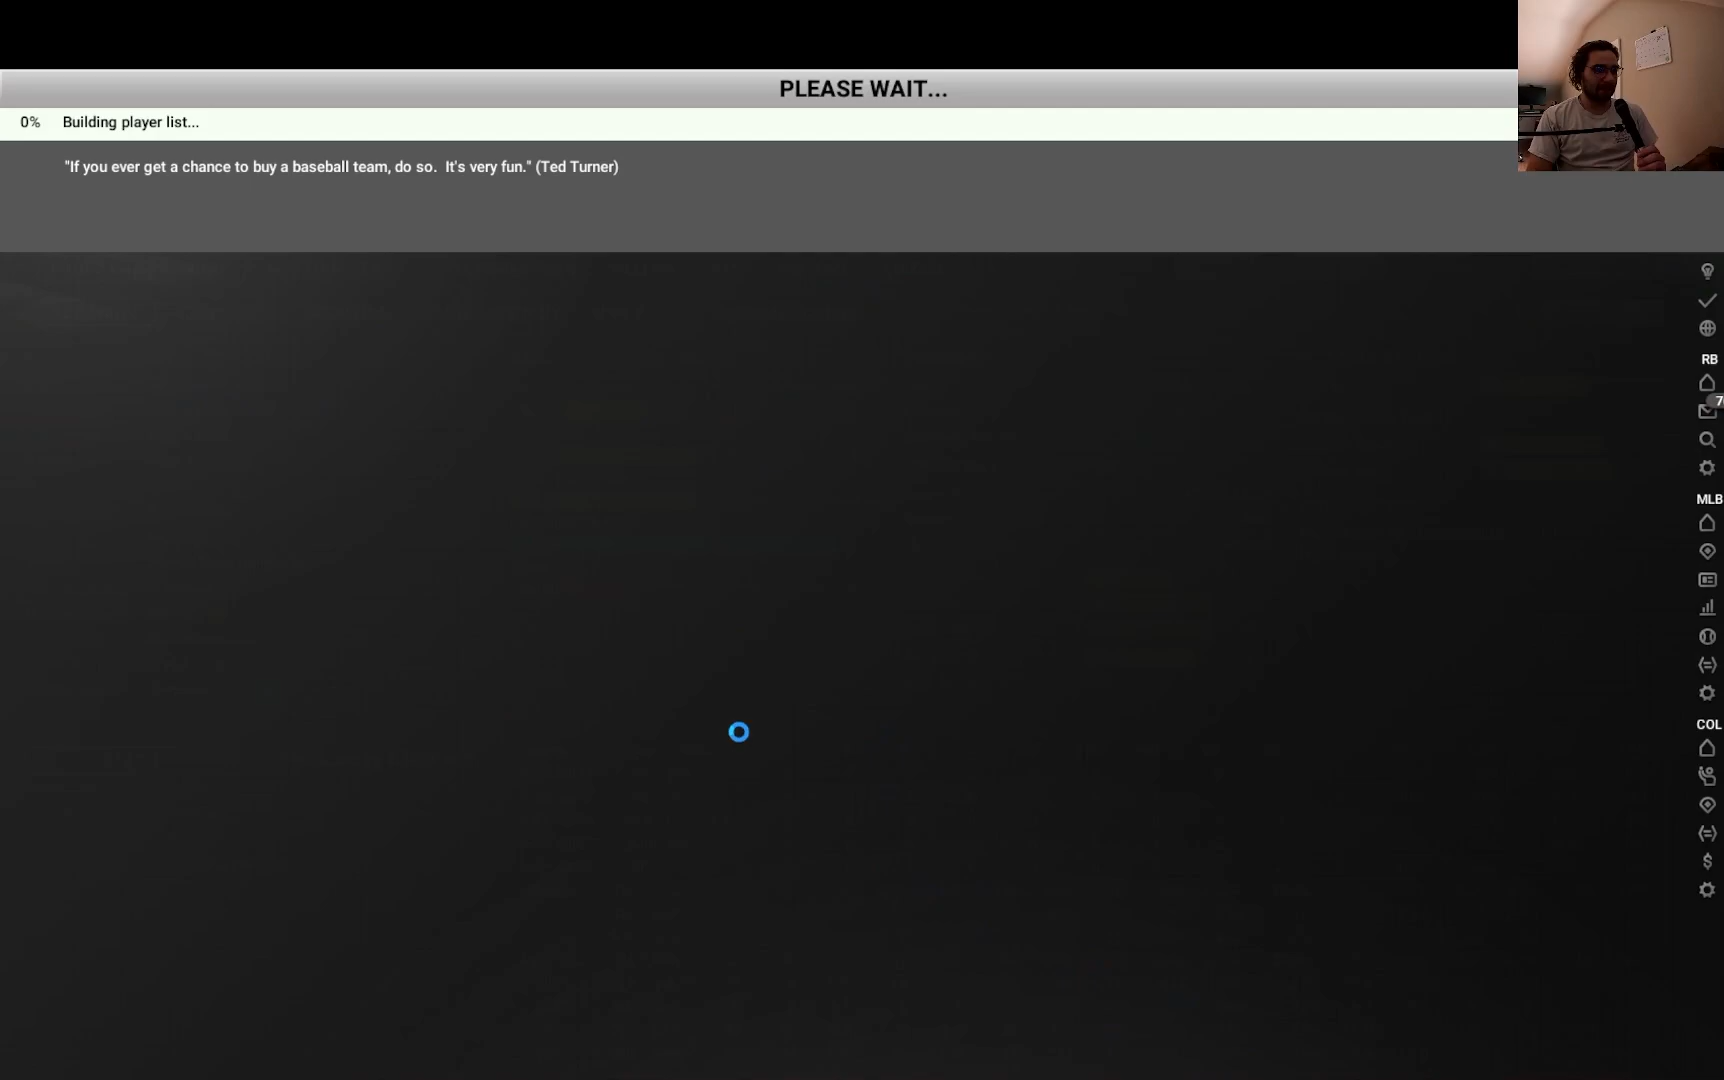 PLEASE WAIT...
0% Building player list...
"If you ever get a chance to buy a baseball team, do so. It's very fun." (Ted Turner)
RB
MLB
COL